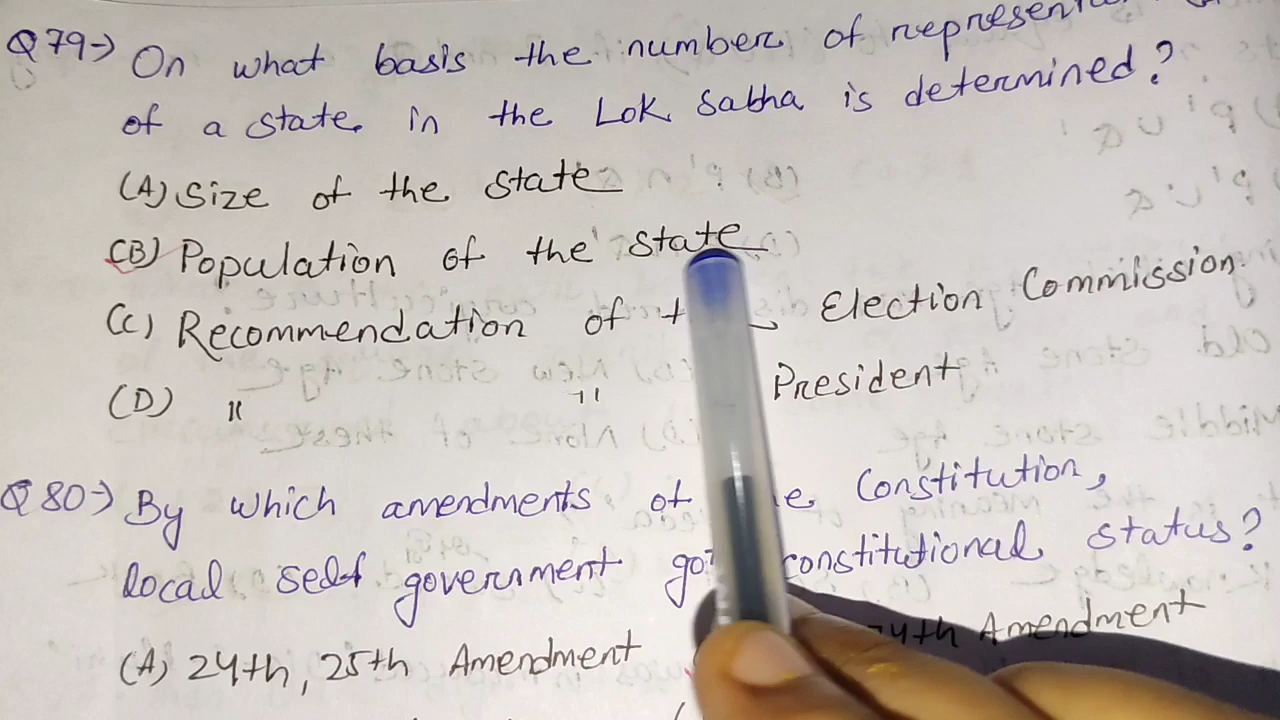 Q79→) On what basis the number of
of a state in the Lok Sabha is determined?
(A) Size of the state
(B) Population of the state
(C) Recommendation of Election Commission
(D) " " President
Q80→) By which amendments of Constitution,
local self government constitutional status?
(A) 24th, 25th Amendment Amendment